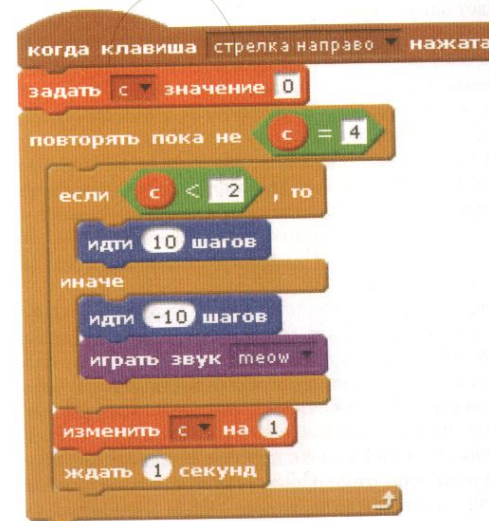 когда клавиша стрелка направо нажата
задать с значение 0
повторять пока не с = 4
если с < 2 , то
идти 10 шагов
иначе
идти -10 шагов
играть звук meow
изменить с на 1
ждать 1 секунд